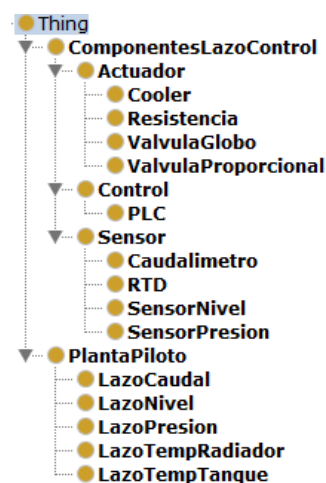 Thing
ComponentesLazoControl
Actuador
Cooler
Resistencia
ValvulaGlobo
ValvulaProporcional
Control
PLC
Sensor
Caudalimetro
RTD
SensorNivel
SensorPresion
PlantaPiloto
LazoCaudal
LazoNivel
LazoPresion
LazoTempRadiador
LazoTempTanque